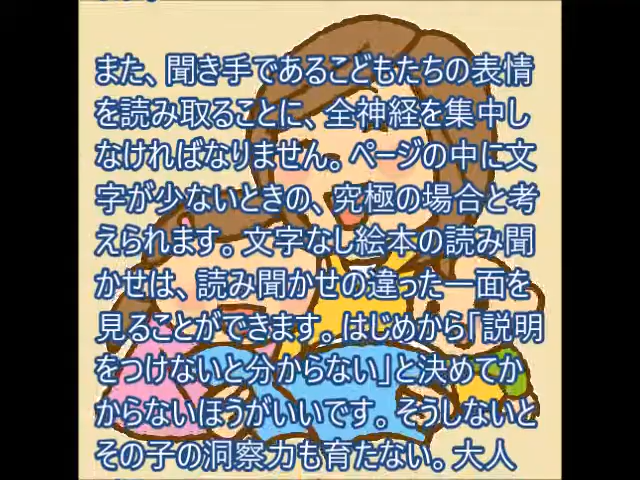 また、聞き手であるこどもたちの表情
を読み取ることに、全神経を集中し
なければなりません。ページの中に文
字が少ないときの、究極の場合と考
えられます。文字なし絵本の読み聞
かせは、読み聞かせの違った一面を
見ることができます。はじめから「説明
をつけないと分からない」と決めてか
からないほうがいいです。そうしないと
その子の洞察力も育たない。大人